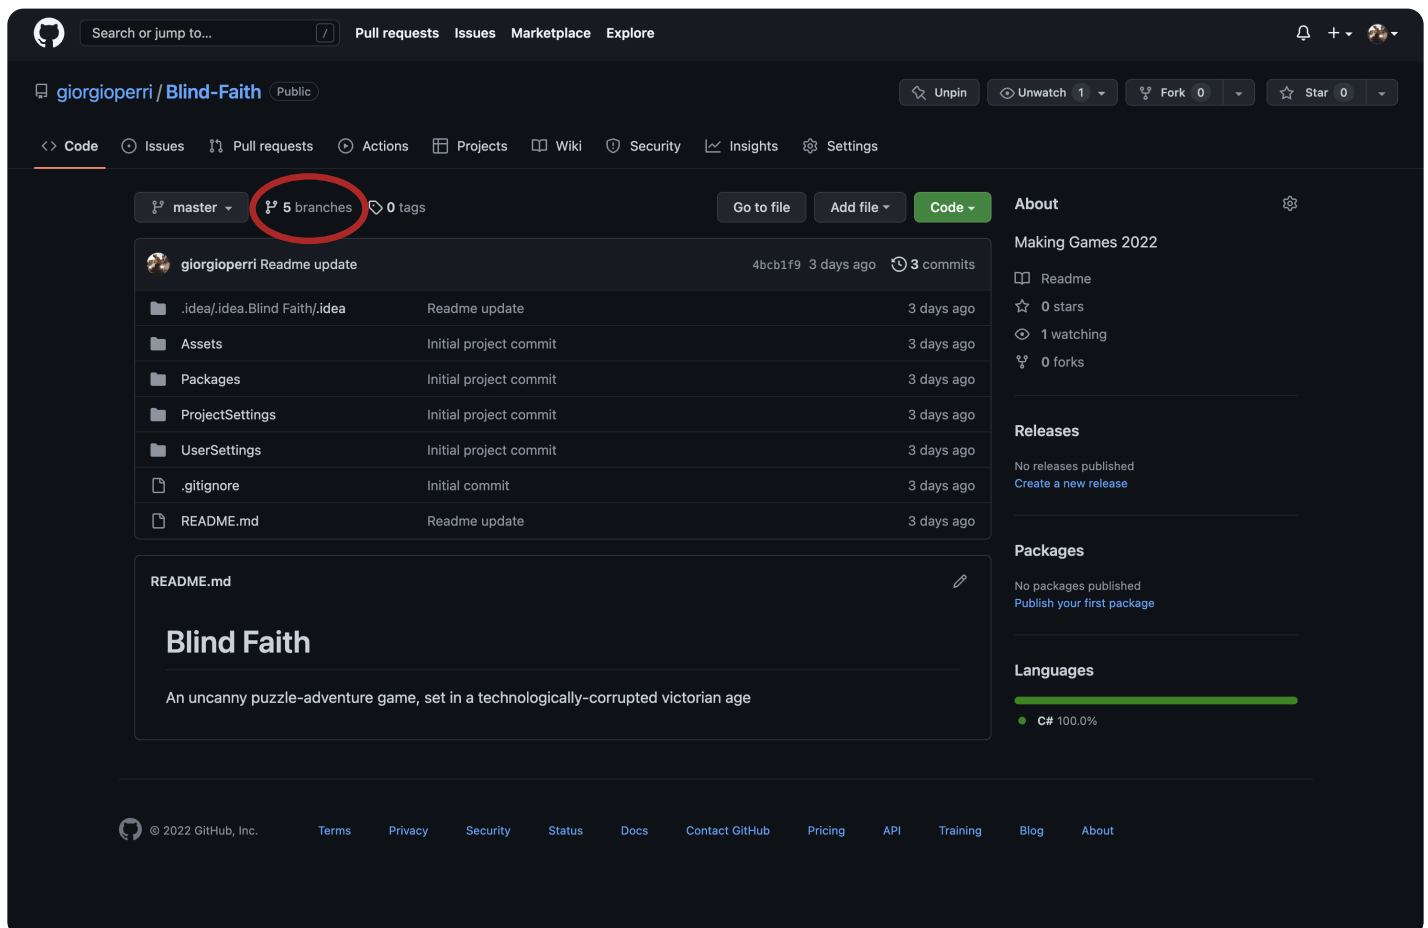 Search or jump to... /
Pull requests Issues Marketplace Explore
giorgioperri / Blind-Faith Public
Unpin Unwatch 1 Fork 0 Star 0
Code Issues Pull requests Actions Projects Wiki Security Insights Settings
master 5 branches 0 tags Go to file Add file Code
giorgioperri Readme update 4bcb1f9 3 days ago 3 commits
.idea/.idea.Blind Faith/.idea Readme update 3 days ago
Assets Initial project commit 3 days ago
Packages Initial project commit 3 days ago
ProjectSettings Initial project commit 3 days ago
UserSettings Initial project commit 3 days ago
.gitignore Initial commit 3 days ago
README.md Readme update 3 days ago
README.md
Blind Faith
An uncanny puzzle-adventure game, set in a technologically-corrupted victorian age
About
Making Games 2022
Readme
0 stars
1 watching
0 forks
Releases
No releases published
Create a new release
Packages
No packages published
Publish your first package
Languages
C# 100.0%
© 2022 GitHub, Inc. Terms Privacy Security Status Docs Contact GitHub Pricing API Training Blog About